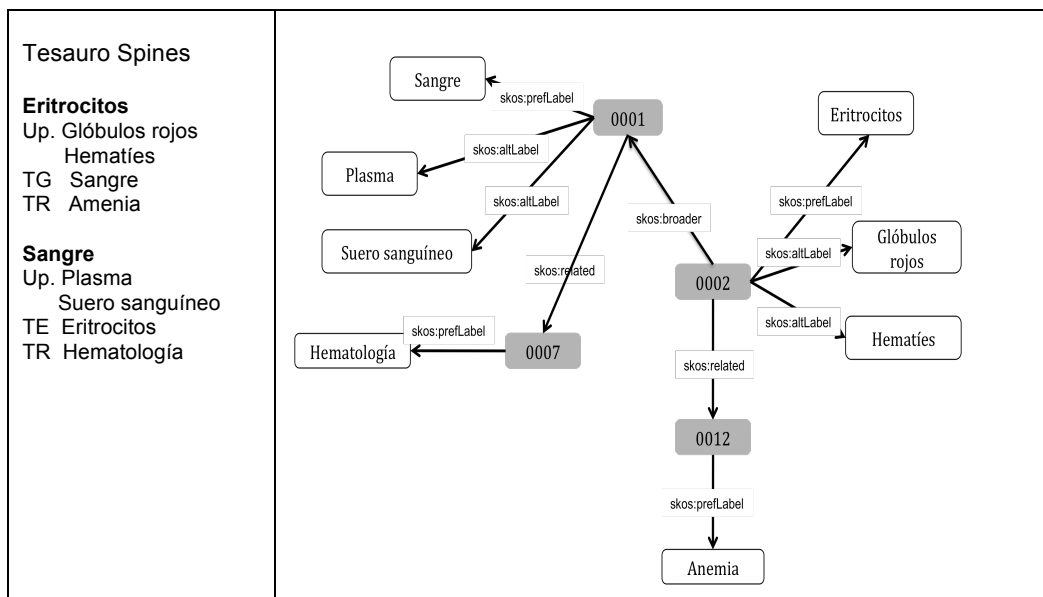 Tesauro Spines
Eritrocitos
Up. Glóbulos rojos
Hematíes
TG Sangre
TR Amenia
Sangre
Up. Plasma
Suero sanguíneo
TE Eritrocitos
TR Hematología
Sangre
skos:prefLabel
0001
Eritrocitos
skos:altLabel
Plasma
skos:altLabel
skos:prefLabel
skos:broader
Suero sanguíneo
Glóbulos
rojos
skos:altLabel
skos:related
0002
skos:altLabel
Hematíes
skos:prefLabel
Hematología
0007
skos:related
0012
skos:prefLabel
Anemia